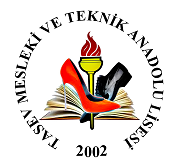 TASEV MESLEKİ VE TEKNİK ANADOLU LİSESİ
2002